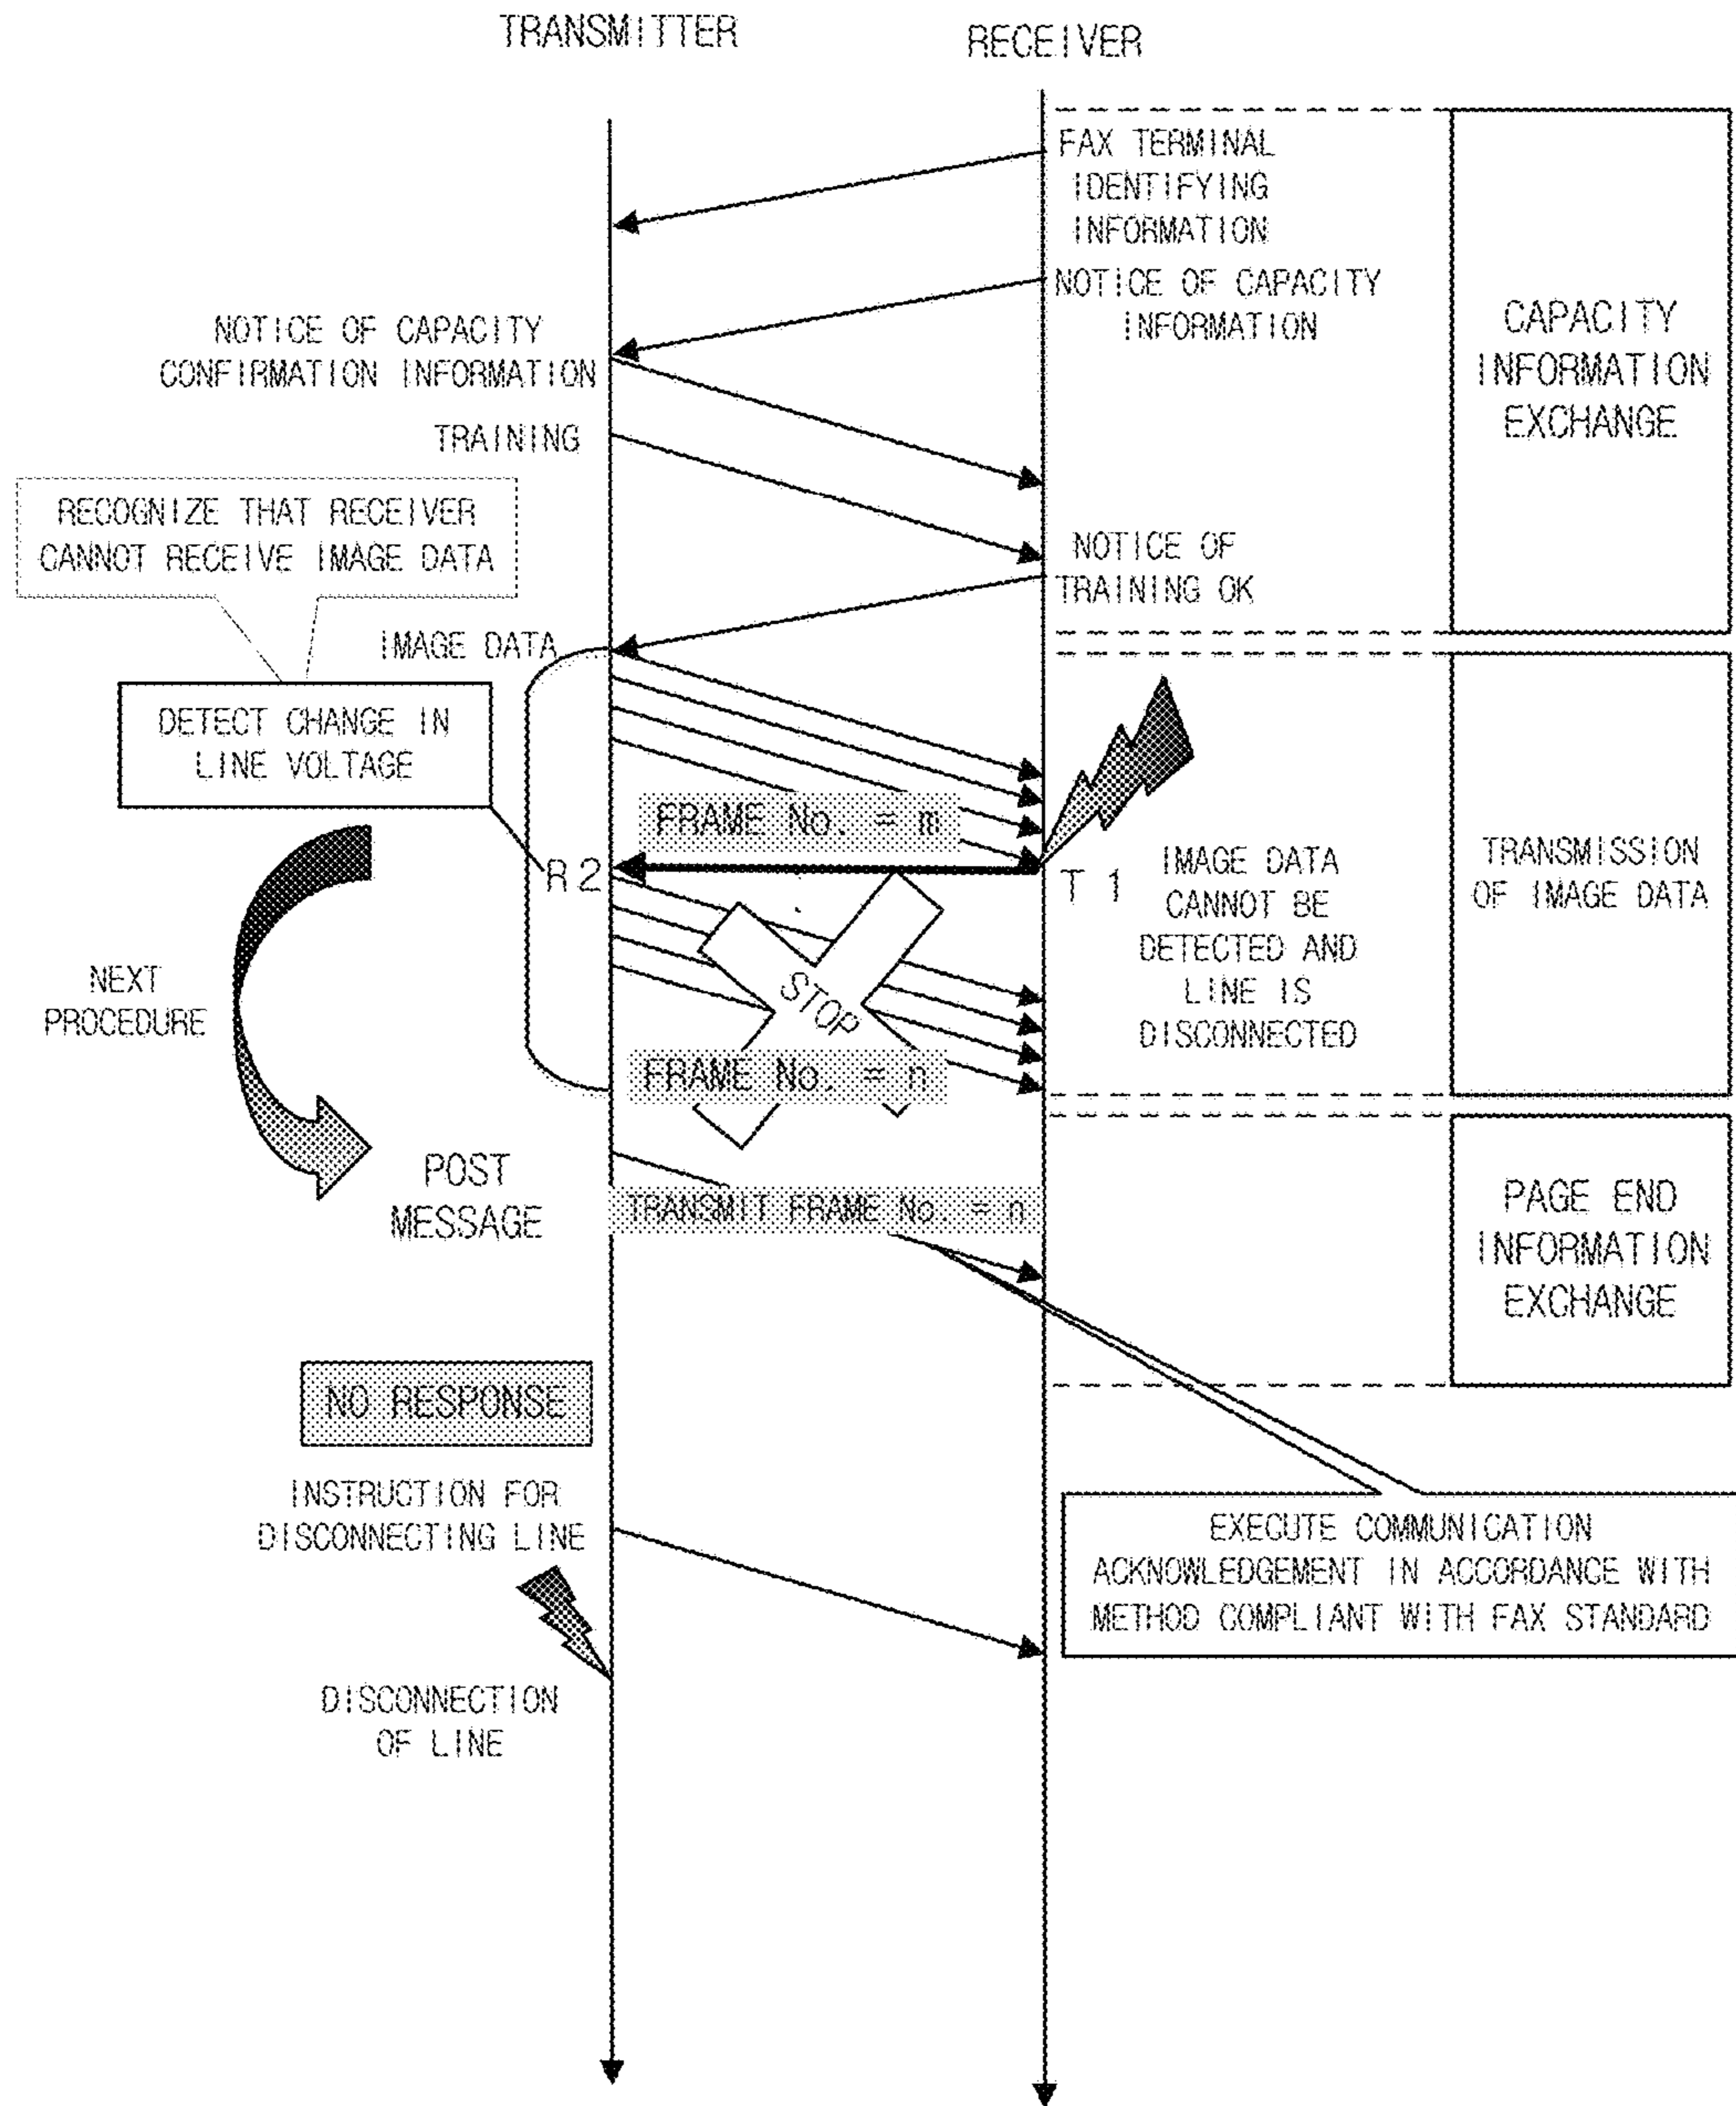 TRANSMITTER
RECEIVER
FAX TERMINAL
IDENTIFYING
INFORMATION
NOTICE OF CAPACITY
INFORMATION
NOTICE OF CAPACITY
CONFIRMATION INFORMATION
TRAINING
CAPACITY
INFORMATION
EXCHANGE
RECOGNIZE THAT RECEIVER
CANNOT RECEIVE IMAGE DATA
NOTICE OF
TRAINING OK
IMAGE DATA
DETECT CHANGE IN
LINE VOLTAGE
FRAME No. = m
R2
T1
IMAGE DATA
CANNOT BE
DETECTED AND
LINE IS
DISCONNECTED
TRANSMISSION
OF IMAGE DATA
STOP
NEXT
PROCEDURE
FRAME No. = n
POST
MESSAGE
TRANSMIT FRAME No. = n
PAGE END
INFORMATION
EXCHANGE
NO RESPONSE
INSTRUCTION FOR
DISCONNECTING LINE
EXECUTE COMMUNICATION
ACKNOWLEDGEMENT IN ACCORDANCE WITH
METHOD COMPLIANT WITH FAX STANDARD
DISCONNECTION
OF LINE